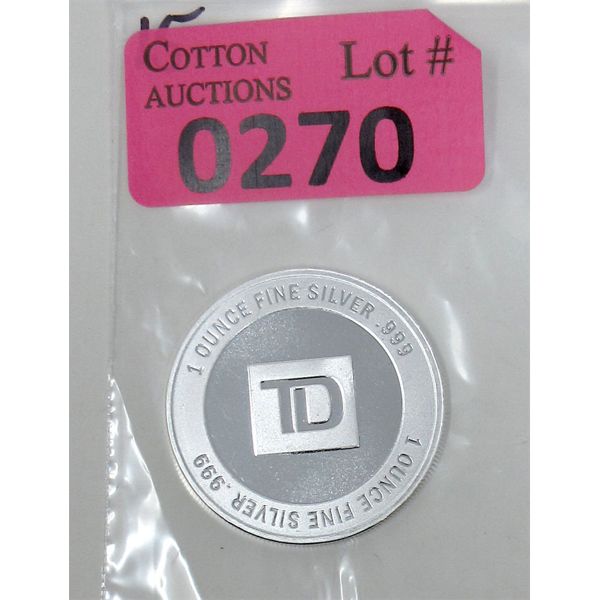 COTTON AUCTIONS
Lot #
0270
1 OUNCE FINE SILVER .999
TD
1 OUNCE FINE SILVER .999